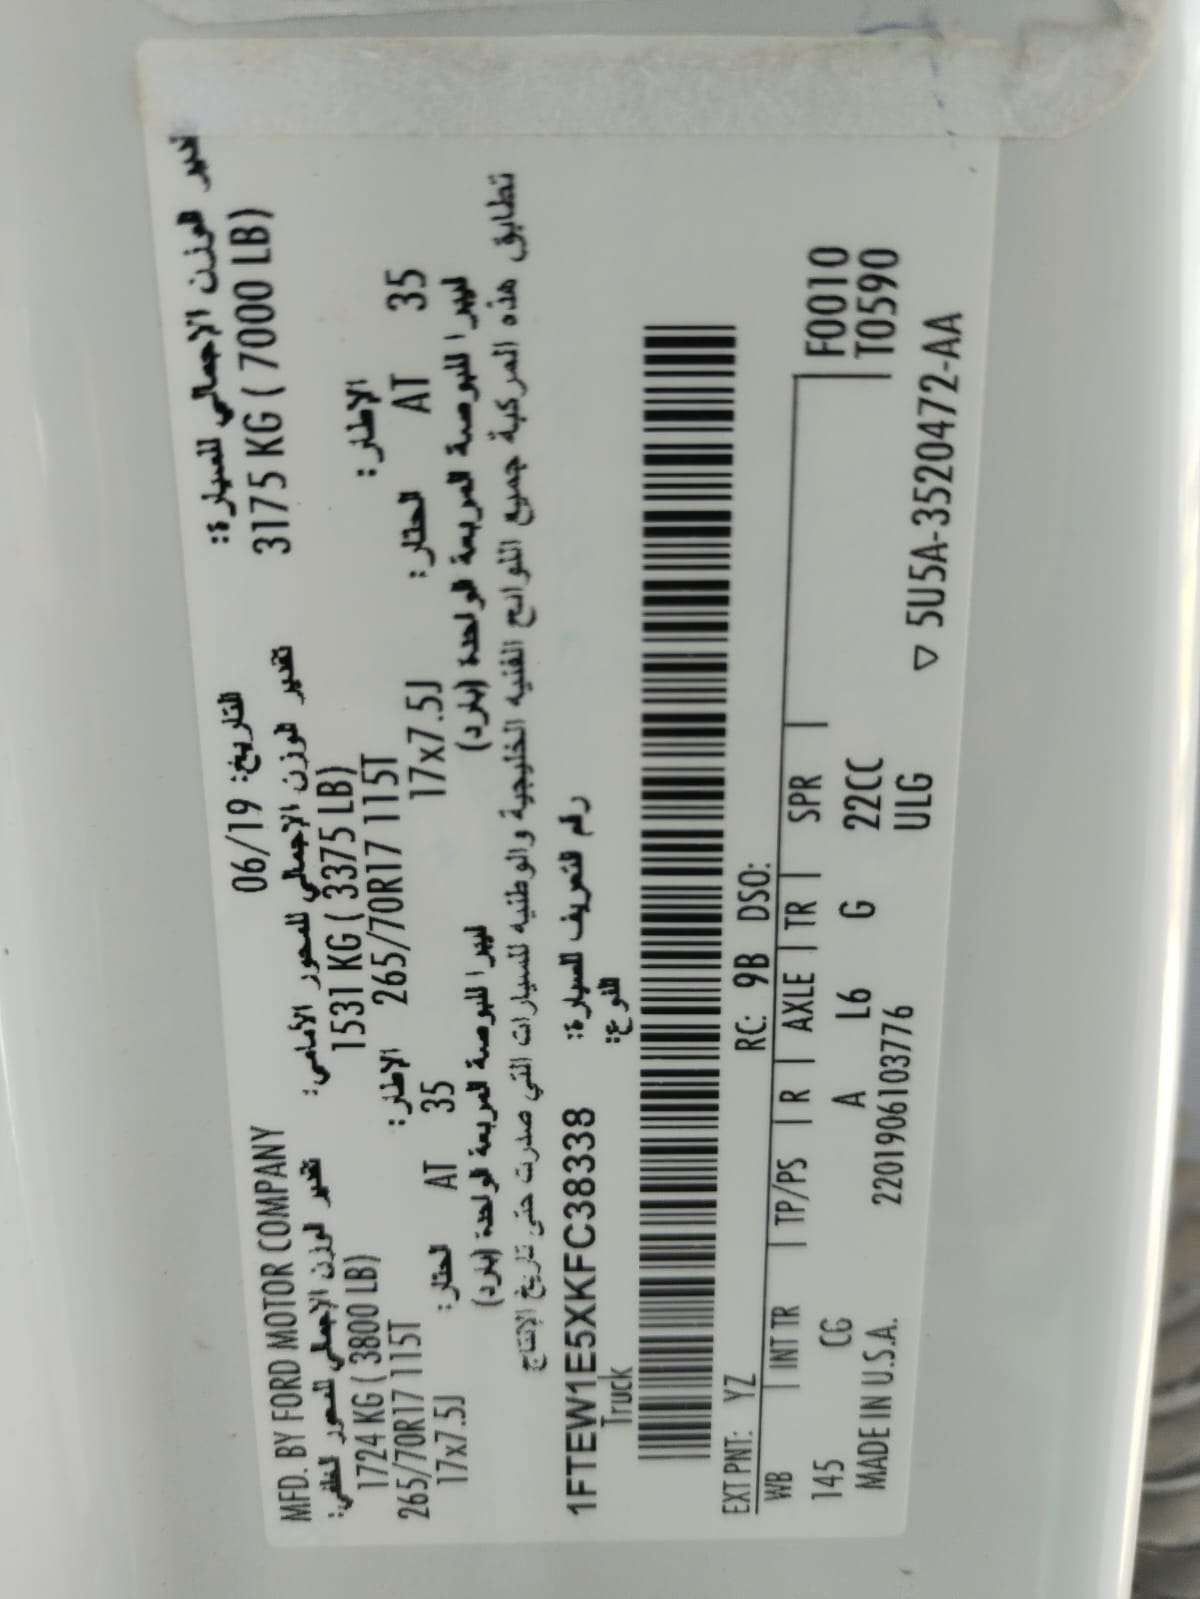 تقدير الوزن الإجمالي للسيارة:
MFD. BY FORD MOTOR COMPANY 06/19 التاريخ: 3175 KG ( 7000 LB)
تقدير الوزن الإجمالي للمحور الخلفي: تقدير الوزن الإجمالي للمحور الأمامي:
1724 KG ( 3800 LB) 1531 KG ( 3375 LB)
265/70R17 115T الإطار: 265/70R17 115T الإطار:
17x7.5J الحتار: AT 35 17x7.5J الحتار: AT 35
ليبرا للبوصة المربعة الواحدة (بارد) ليبرا للبوصة المربعة الواحدة (بارد)
تطابق هذه المركبة جميع اللوائح الفنيه الخليجية والوطنيه للسيارات التي صدرت حتى تاريخ الإنتاج
1FTEW1E5XKFC38338 رقم التعريف للسيارة:
Truck النوع:
EXT PNT: YZ RC: 9B DSO:
WB | INT TR | TP/PS | R | AXLE | TR | SPR | F0010
145 CG A L6 G 22CC T0590
MADE IN U.S.A. 2201906103776 ULG
▽ 5U5A-3520472-AA